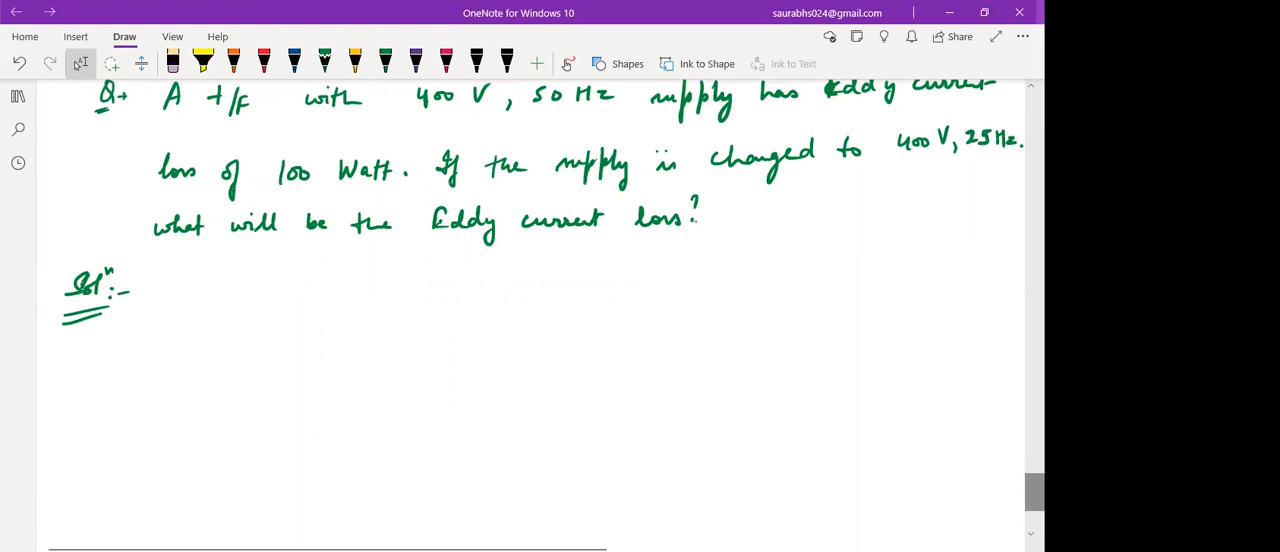 OneNote for Windows 10
saurabhs024@gmail.com
Home Insert Draw View Help
Share
Shapes Ink to Shape Ink to Text
Q→ A t/f with 400 V, 50 Hz supply has Eddy current
loss of 100 Watt. If the supply is changed to 400 V, 25 Hz.
what will be the Eddy current loss?
Solⁿ:-